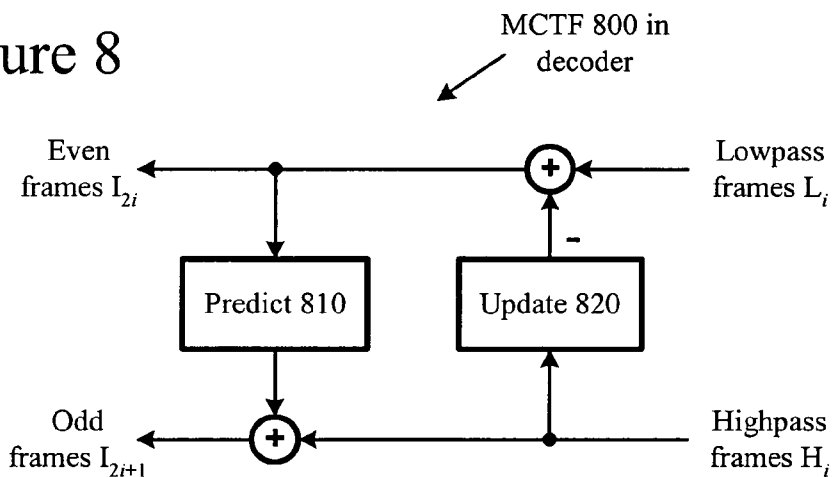 ure 8
MCTF 800 in
decoder
Even
frames I2i
Lowpass
frames Li
+
-
Predict 810
Update 820
Odd
frames I2i+1
+
Highpass
frames Hi